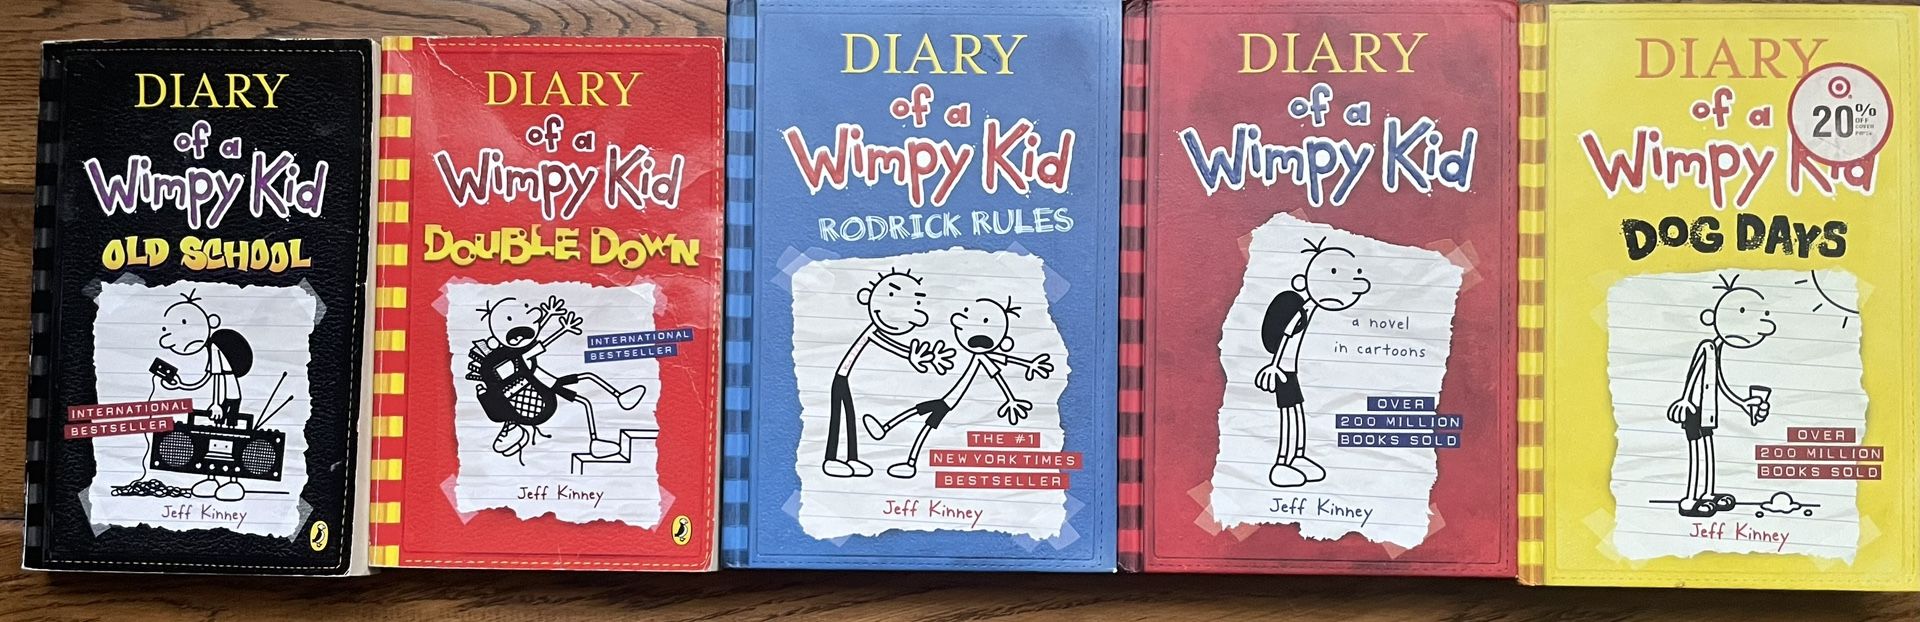 DIARY
of a
Wimpy Kid
OLD SCHOOL
INTERNATIONAL
BESTSELLER
Jeff Kinney
DIARY
of a
Wimpy Kid
DOUBLE DOWN
INTERNATIONAL
BESTSELLER
Jeff Kinney
DIARY
of a
Wimpy Kid
RODRICK RULES
THE #1
NEW YORK TIMES
BESTSELLER
Jeff Kinney
DIARY
of a
Wimpy Kid
a novel
in cartoons
OVER
200 MILLION
BOOKS SOLD
Jeff Kinney
DIARY
of a
Wimpy Kid
20%
OFF
COVER
PRICE
DOG DAYS
OVER
200 MILLION
BOOKS SOLD
Jeff Kinney